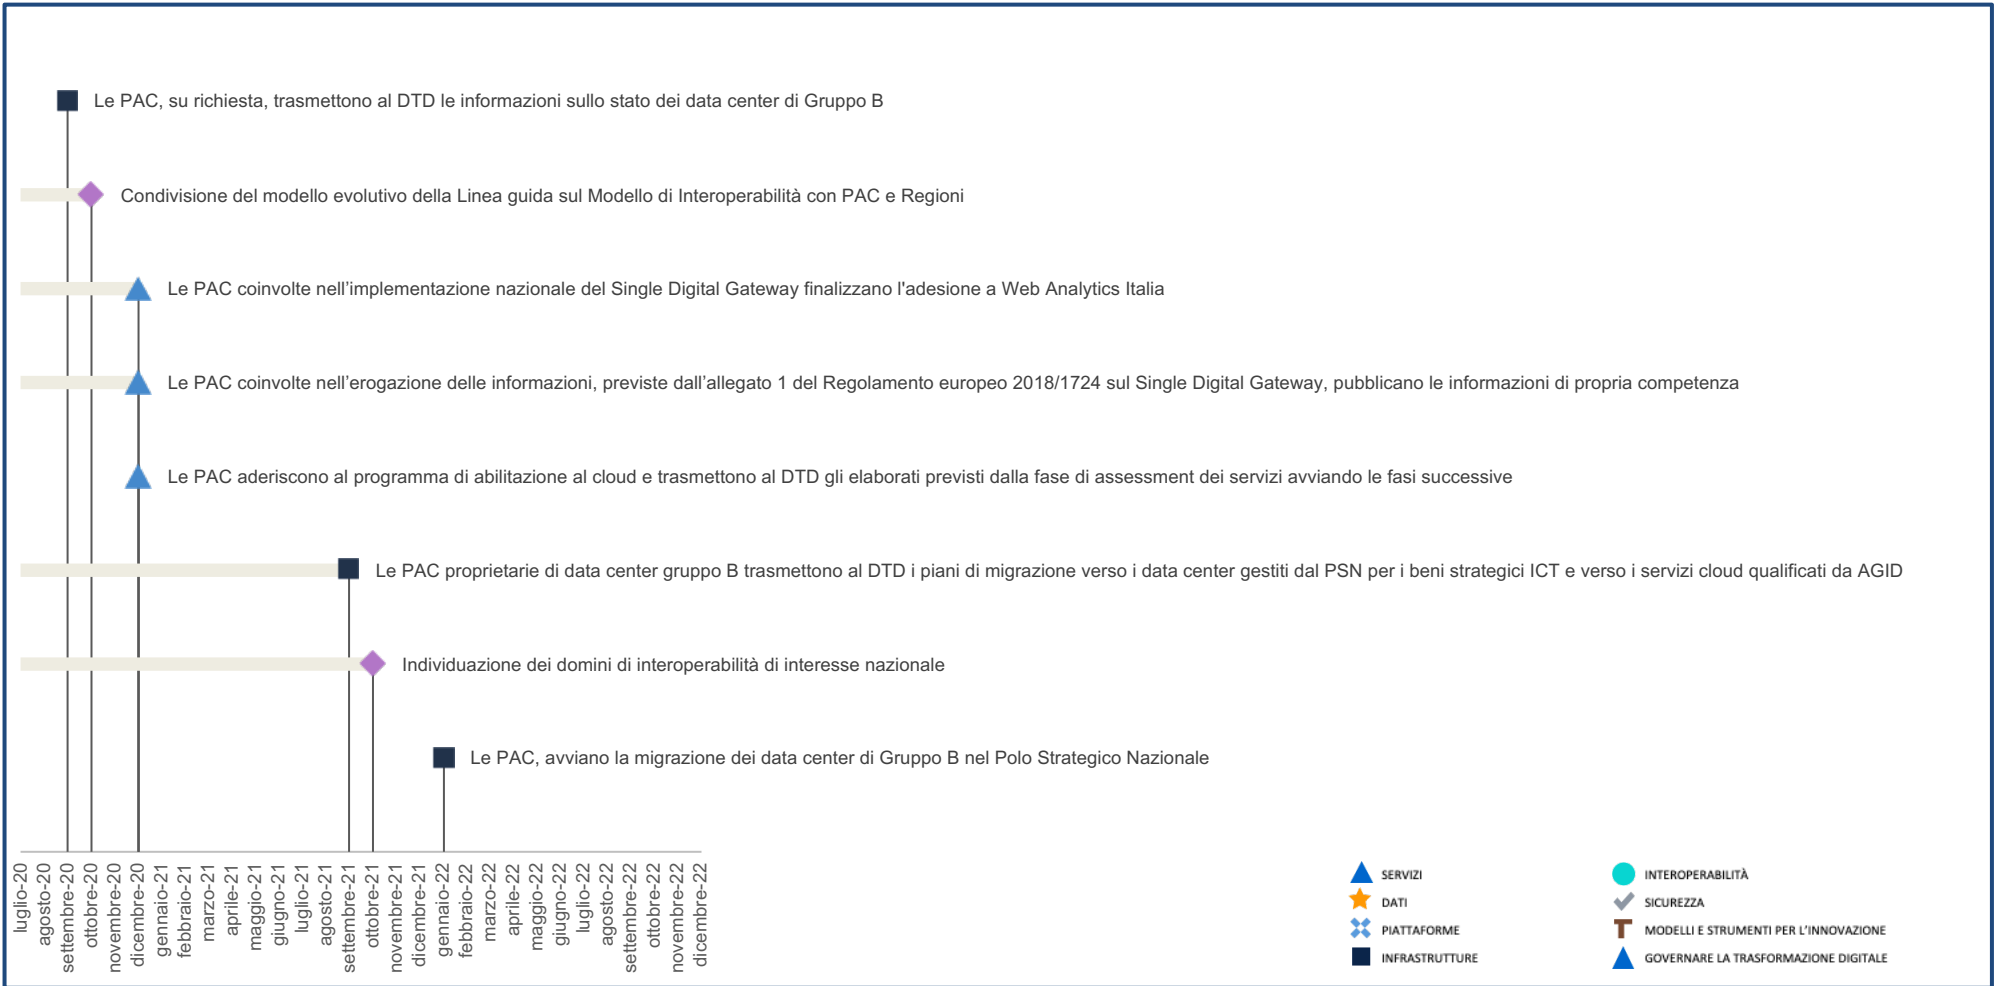 Le PAC, su richiesta, trasmettono al DTD le informazioni sullo stato dei data center di Gruppo B
Condivisione del modello evolutivo della Linea guida sul Modello di Interoperabilità con PAC e Regioni
Le PAC coinvolte nell’implementazione nazionale del Single Digital Gateway finalizzano l'adesione a Web Analytics Italia
Le PAC coinvolte nell’erogazione delle informazioni, previste dall’allegato 1 del Regolamento europeo 2018/1724 sul Single Digital Gateway, pubblicano le informazioni di propria competenza
Le PAC aderiscono al programma di abilitazione al cloud e trasmettono al DTD gli elaborati previsti dalla fase di assessment dei servizi avviando le fasi successive
Le PAC proprietarie di data center gruppo B trasmettono al DTD i piani di migrazione verso i data center gestiti dal PSN per i beni strategici ICT e verso i servizi cloud qualificati da AGID
Individuazione dei domini di interoperabilità di interesse nazionale
Le PAC, avviano la migrazione dei data center di Gruppo B nel Polo Strategico Nazionale
luglio-20
agosto-20
settembre-20
ottobre-20
novembre-20
dicembre-20
gennaio-21
febbraio-21
marzo-21
aprile-21
maggio-21
giugno-21
luglio-21
agosto-21
settembre-21
ottobre-21
novembre-21
dicembre-21
gennaio-22
febbraio-22
marzo-22
aprile-22
maggio-22
giugno-22
luglio-22
agosto-22
settembre-22
ottobre-22
novembre-22
dicembre-22
SERVIZI
DATI
PIATTAFORME
INFRASTRUTTURE
INTEROPERABILITÀ
SICUREZZA
MODELLI E STRUMENTI PER L’INNOVAZIONE
GOVERNARE LA TRASFORMAZIONE DIGITALE